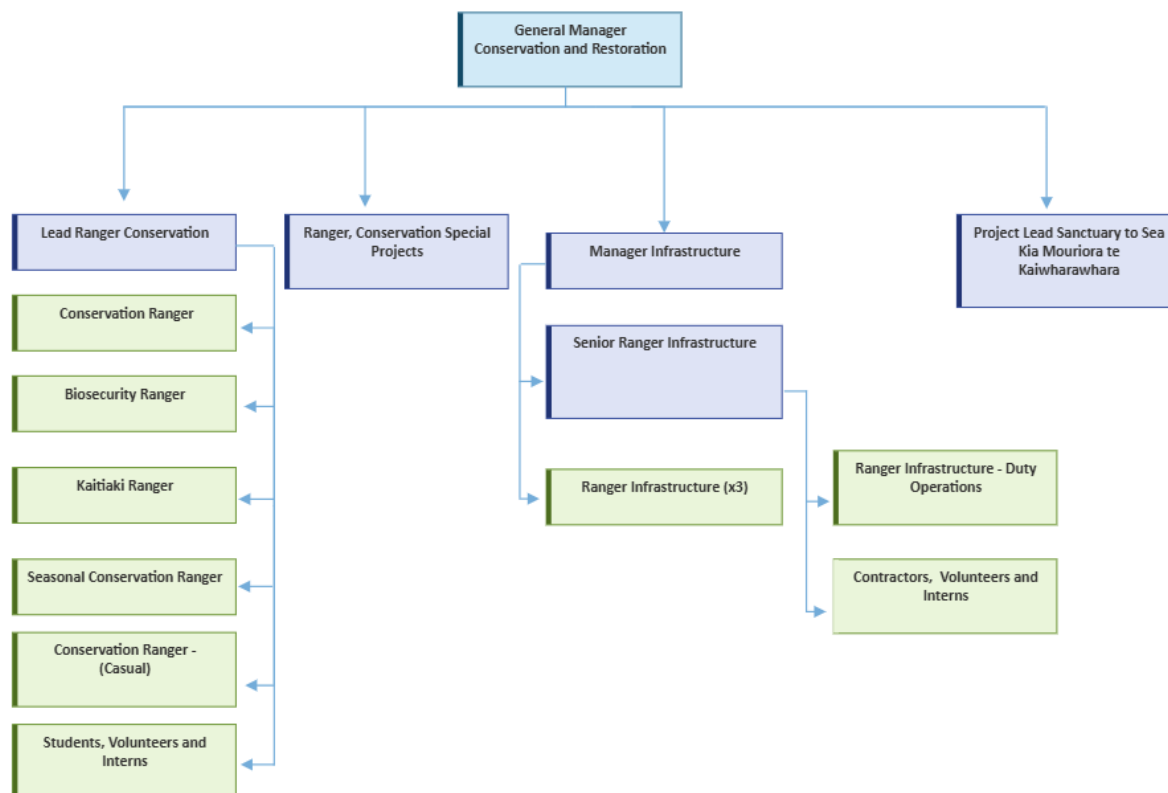 General Manager
Conservation and Restoration
Lead Ranger Conservation
Ranger, Conservation Special
Projects
Manager Infrastructure
Project Lead Sanctuary to Sea
Kia Mouriora te
Kaiwharawhara
Conservation Ranger
Senior Ranger Infrastructure
Biosecurity Ranger
Kaitiaki Ranger
Ranger Infrastructure (x3)
Ranger Infrastructure - Duty
Operations
Seasonal Conservation Ranger
Contractors, Volunteers and
Interns
Conservation Ranger -
(Casual)
Students, Volunteers and
Interns